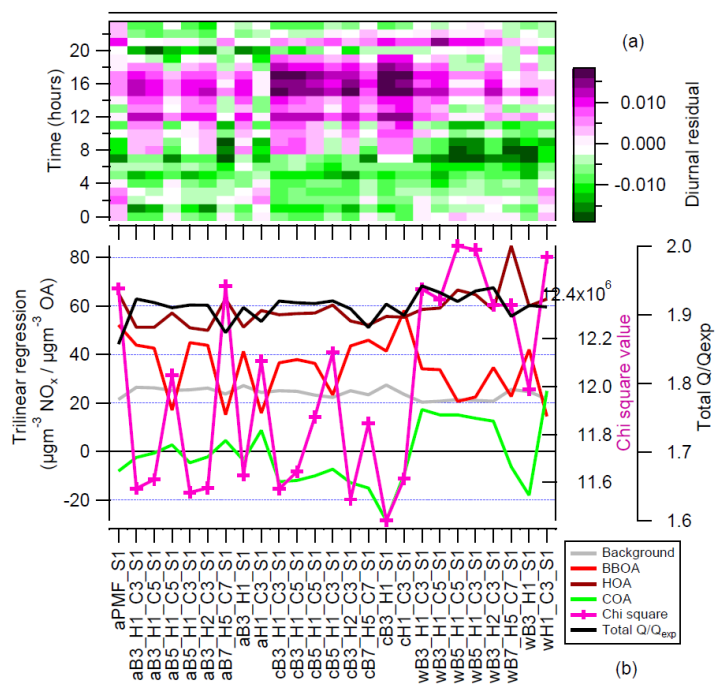 (a)
Time (hours)
20
16
12
8
4
0
0.010
0.000
-0.010
Diurnal residual
Trilinear regression
(µgm⁻³ NOₓ / µgm⁻³ OA)
80
60
40
20
0
-20
12.4x10⁶
12.2
12.0
11.8
11.6
Chi square value
2.0
1.9
1.8
1.7
1.6
Total Q/Qexp
aPMF_S1
aB3_H1_C3_S1
aB3_H1_C5_S1
aB5_H1_C5_S1
aB5_H1_C3_S1
aB3_H2_C3_S1
aB7_H5_C7_S1
aB3_H1_S1
aH1_C3_S1
cB3_H1_C3_S1
cB3_H1_C5_S1
cB5_H1_C5_S1
cB5_H1_C3_S1
cB3_H2_C3_S1
cB7_H5_C7_S1
cB3_H1_S1
cH1_C3_S1
wB3_H1_C3_S1
wB3_H1_C5_S1
wB5_H1_C5_S1
wB5_H1_C3_S1
wB3_H2_C3_S1
wB7_H5_C7_S1
wB3_H1_S1
wH1_C3_S1
Background
BBOA
HOA
COA
Chi square
Total Q/Qexp
(b)